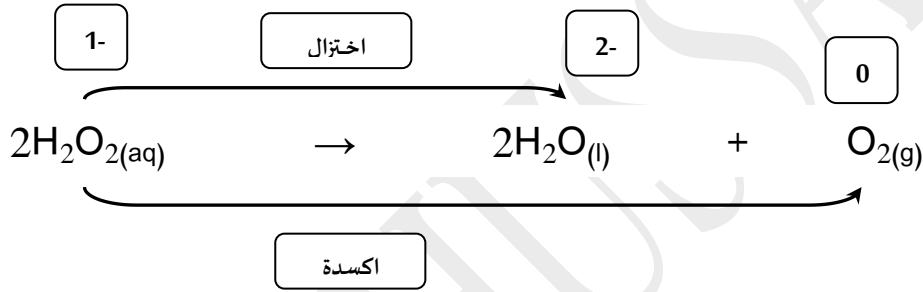 1-
اختزال
2-
0
2H₂O₂(aq) → 2H₂O(l) + O₂(g)
اكسدة